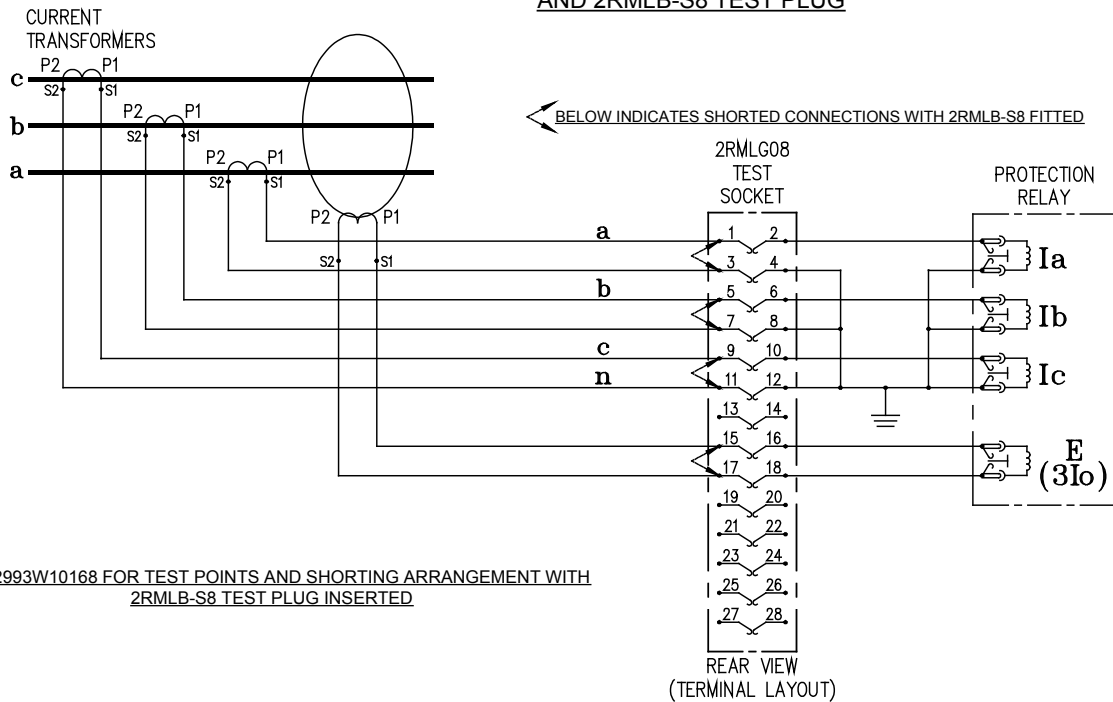 AND 2RMLB-S8 TEST PLUG
CURRENT
TRANSFORMERS
P2 P1
c
S2 S1
P2 P1
b
S2 S1
P2 P1
a
S2 S1
P2 P1
S2 S1
BELOW INDICATES SHORTED CONNECTIONS WITH 2RMLB-S8 FITTED
2RMLG08
TEST
SOCKET
PROTECTION
RELAY
a
1 2
Ia
3 4
b
5 6
Ib
7 8
c
9 10
Ic
n
11 12
13 14
15 16
E
(3Io)
17 18
19 20
21 22
23 24
25 26
27 28
2993W10168 FOR TEST POINTS AND SHORTING ARRANGEMENT WITH
2RMLB-S8 TEST PLUG INSERTED
REAR VIEW
(TERMINAL LAYOUT)